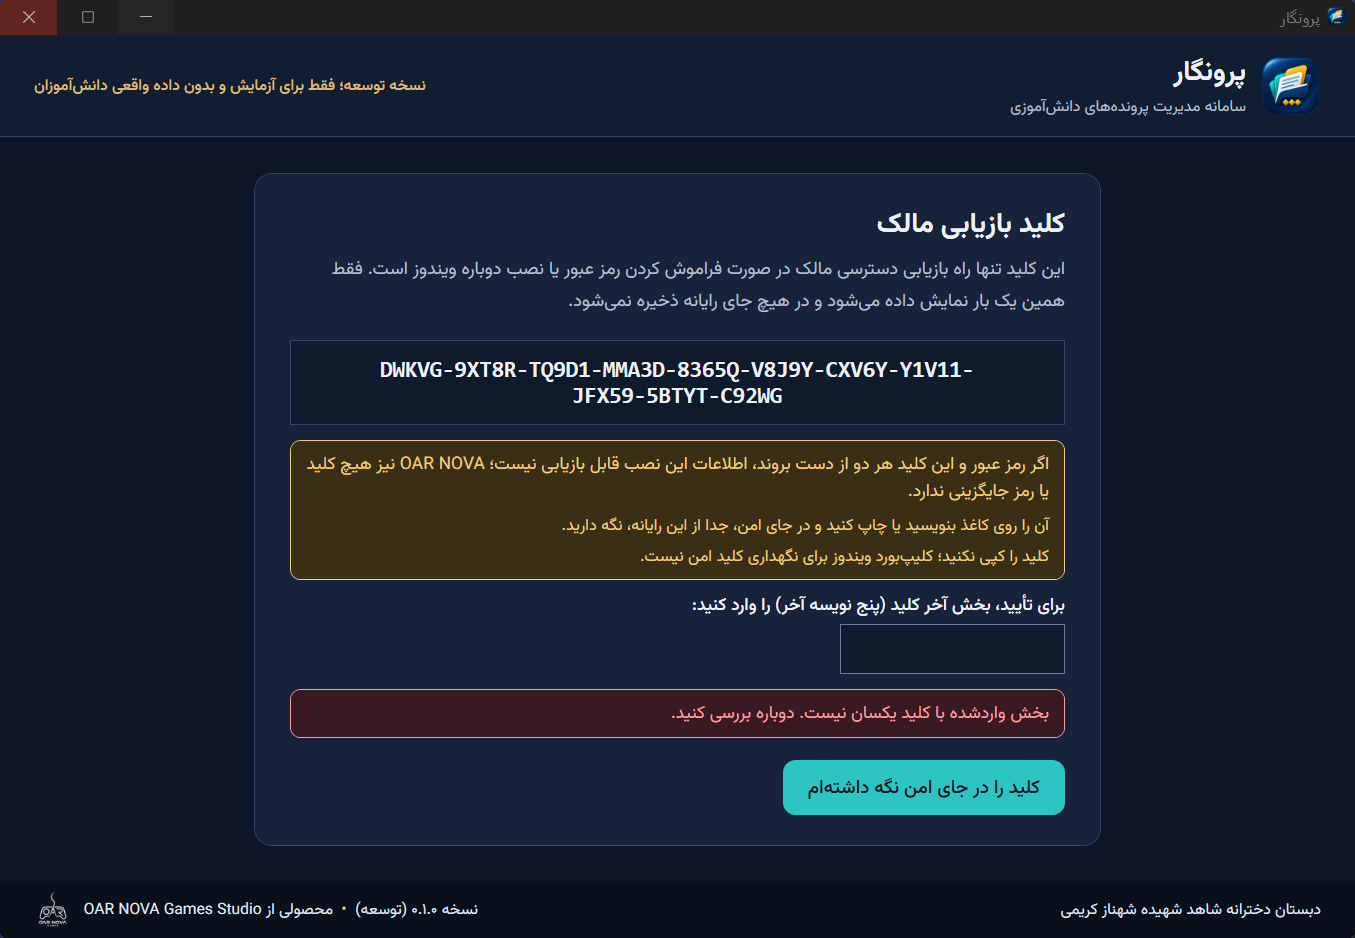 پرونگار
پرونگار
سامانه مدیریت پرونده‌های دانش‌آموزی
نسخه توسعه؛ فقط برای آزمایش و بدون داده واقعی دانش‌آموزان
کلید بازیابی مالک
این کلید تنها راه بازیابی دسترسی مالک در صورت فراموش کردن رمز عبور یا نصب دوباره ویندوز است. فقط
همین یک بار نمایش داده می‌شود و در هیچ جای رایانه ذخیره نمی‌شود.
DWKVG-9XT8R-TQ9D1-MMA3D-8365Q-V8J9Y-CXV6Y-Y1V11-
JFX59-5BTYT-C92WG
اگر رمز عبور و این کلید هر دو از دست بروند، اطلاعات این نصب قابل بازیابی نیست؛ OAR NOVA نیز هیچ کلید
یا رمز جایگزینی ندارد.
آن را روی کاغذ بنویسید یا چاپ کنید و در جای امن، جدا از این رایانه، نگه دارید.
کلید را کپی نکنید؛ کلیپ‌بورد ویندوز برای نگهداری کلید امن نیست.
برای تأیید، بخش آخر کلید (پنج نویسه آخر) را وارد کنید:
بخش واردشده با کلید یکسان نیست. دوباره بررسی کنید.
کلید را در جای امن نگه داشته‌ام
دبستان دخترانه شاهد شهیده شهناز کریمی
نسخه ۰.۱.۰ (توسعه) • محصولی از OAR NOVA Games Studio
OAR NOVA
GAMES